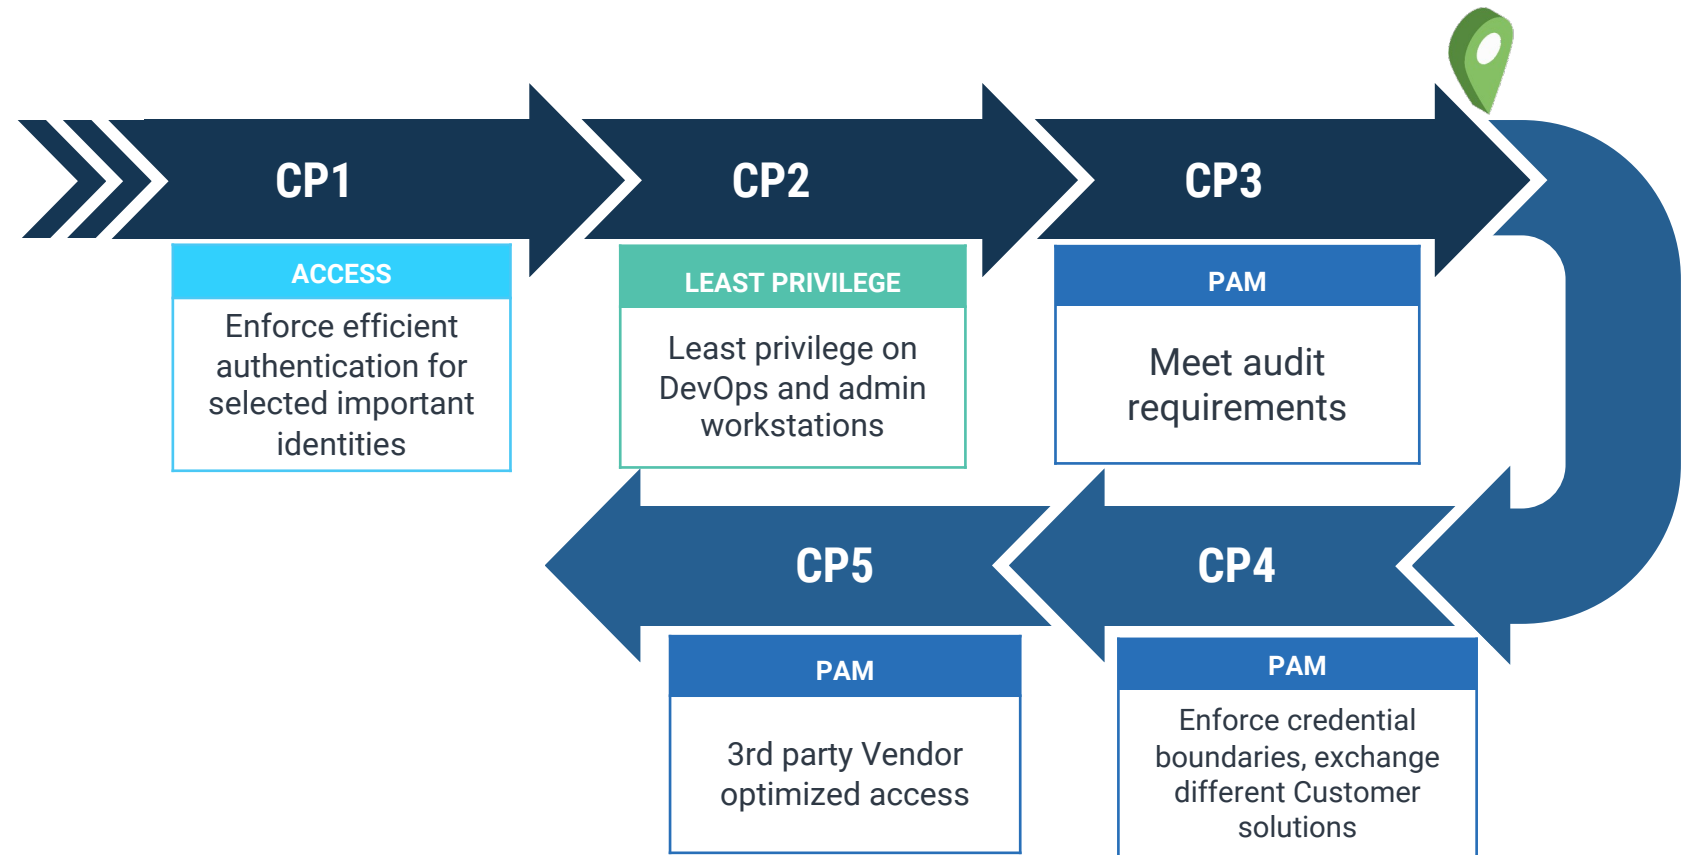 CP1
CP2
CP3
ACCESS
Enforce efficient
authentication for
selected important
identities
LEAST PRIVILEGE
Least privilege on
DevOps and admin
workstations
PAM
Meet audit
requirements
CP5
CP4
PAM
3rd party Vendor
optimized access
PAM
Enforce credential
boundaries, exchange
different Customer
solutions